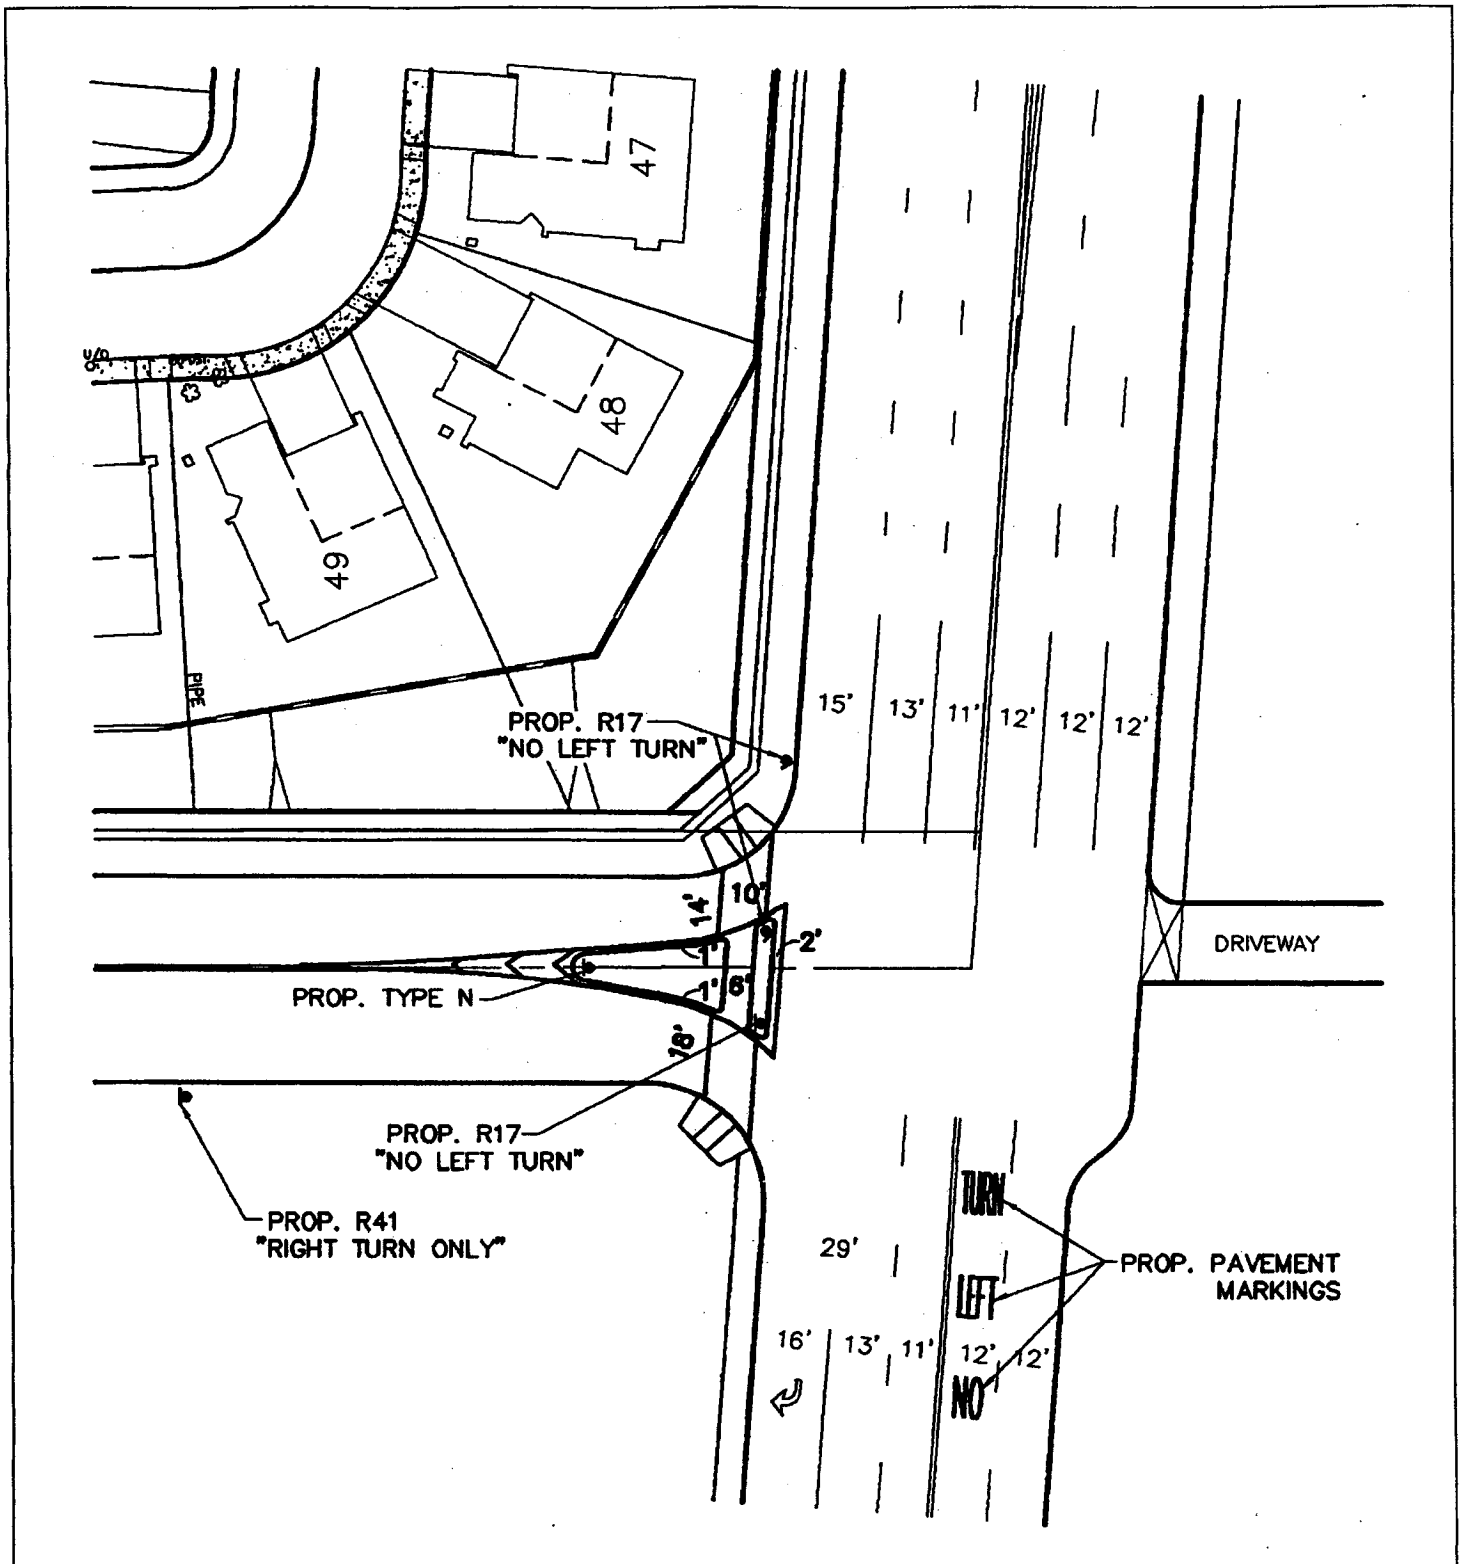 47
48
49
PIPE
PROP. R17
"NO LEFT TURN"
15'
13'
11'
12'
12'
12'
10'
14'
2'
1'
1'
6'
18'
DRIVEWAY
PROP. TYPE N
PROP. R17
"NO LEFT TURN"
PROP. R41
"RIGHT TURN ONLY"
TURN
LEFT
NO
29'
PROP. PAVEMENT
MARKINGS
16'
13'
11'
12'
12'